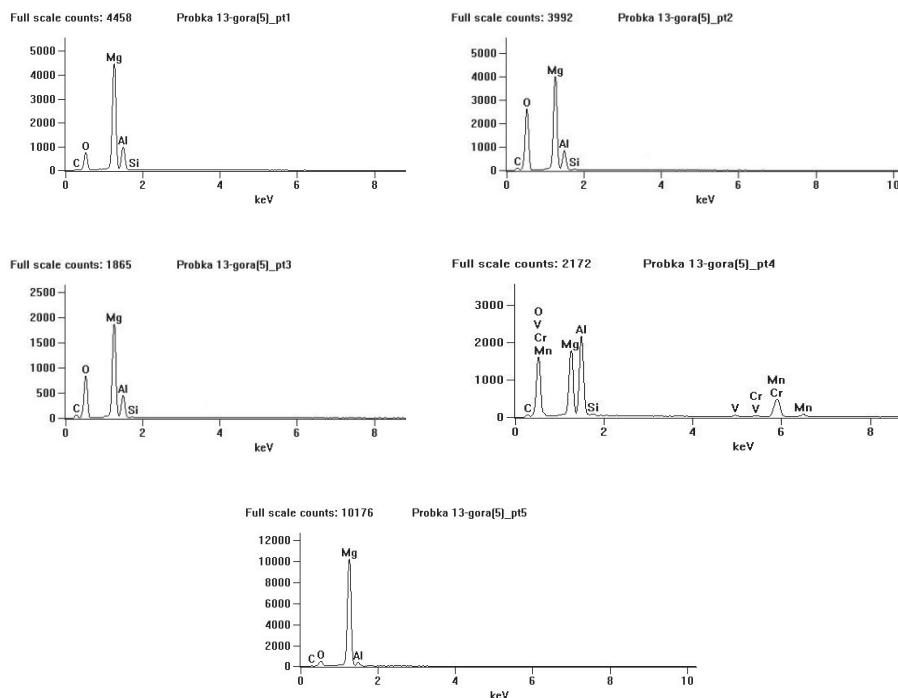 Full scale counts: 4458 Probka 13-gora(5)_pt1
5000
4000
3000
2000
1000
0
Mg
O
Al
C
Si
0 2 4 6 8
keV
Full scale counts: 3992 Probka 13-gora(5)_pt2
5000
4000
3000
2000
1000
0
Mg
O
Al
C
Si
0 2 4 6 8 10
keV
Full scale counts: 1865 Probka 13-gora(5)_pt3
2500
2000
1500
1000
500
0
Mg
O
Al
C
Si
0 2 4 6 8
keV
Full scale counts: 2172 Probka 13-gora(5)_pt4
3000
2000
1000
0
O
V
Cr
Mn
Mg
Al
C
Si
V
Cr
V
Mn
Cr
Mn
0 2 4 6 8
keV
Full scale counts: 10176 Probka 13-gora(5)_pt5
12000
10000
8000
6000
4000
2000
0
Mg
C
O
Al
0 2 4 6 8 10
keV